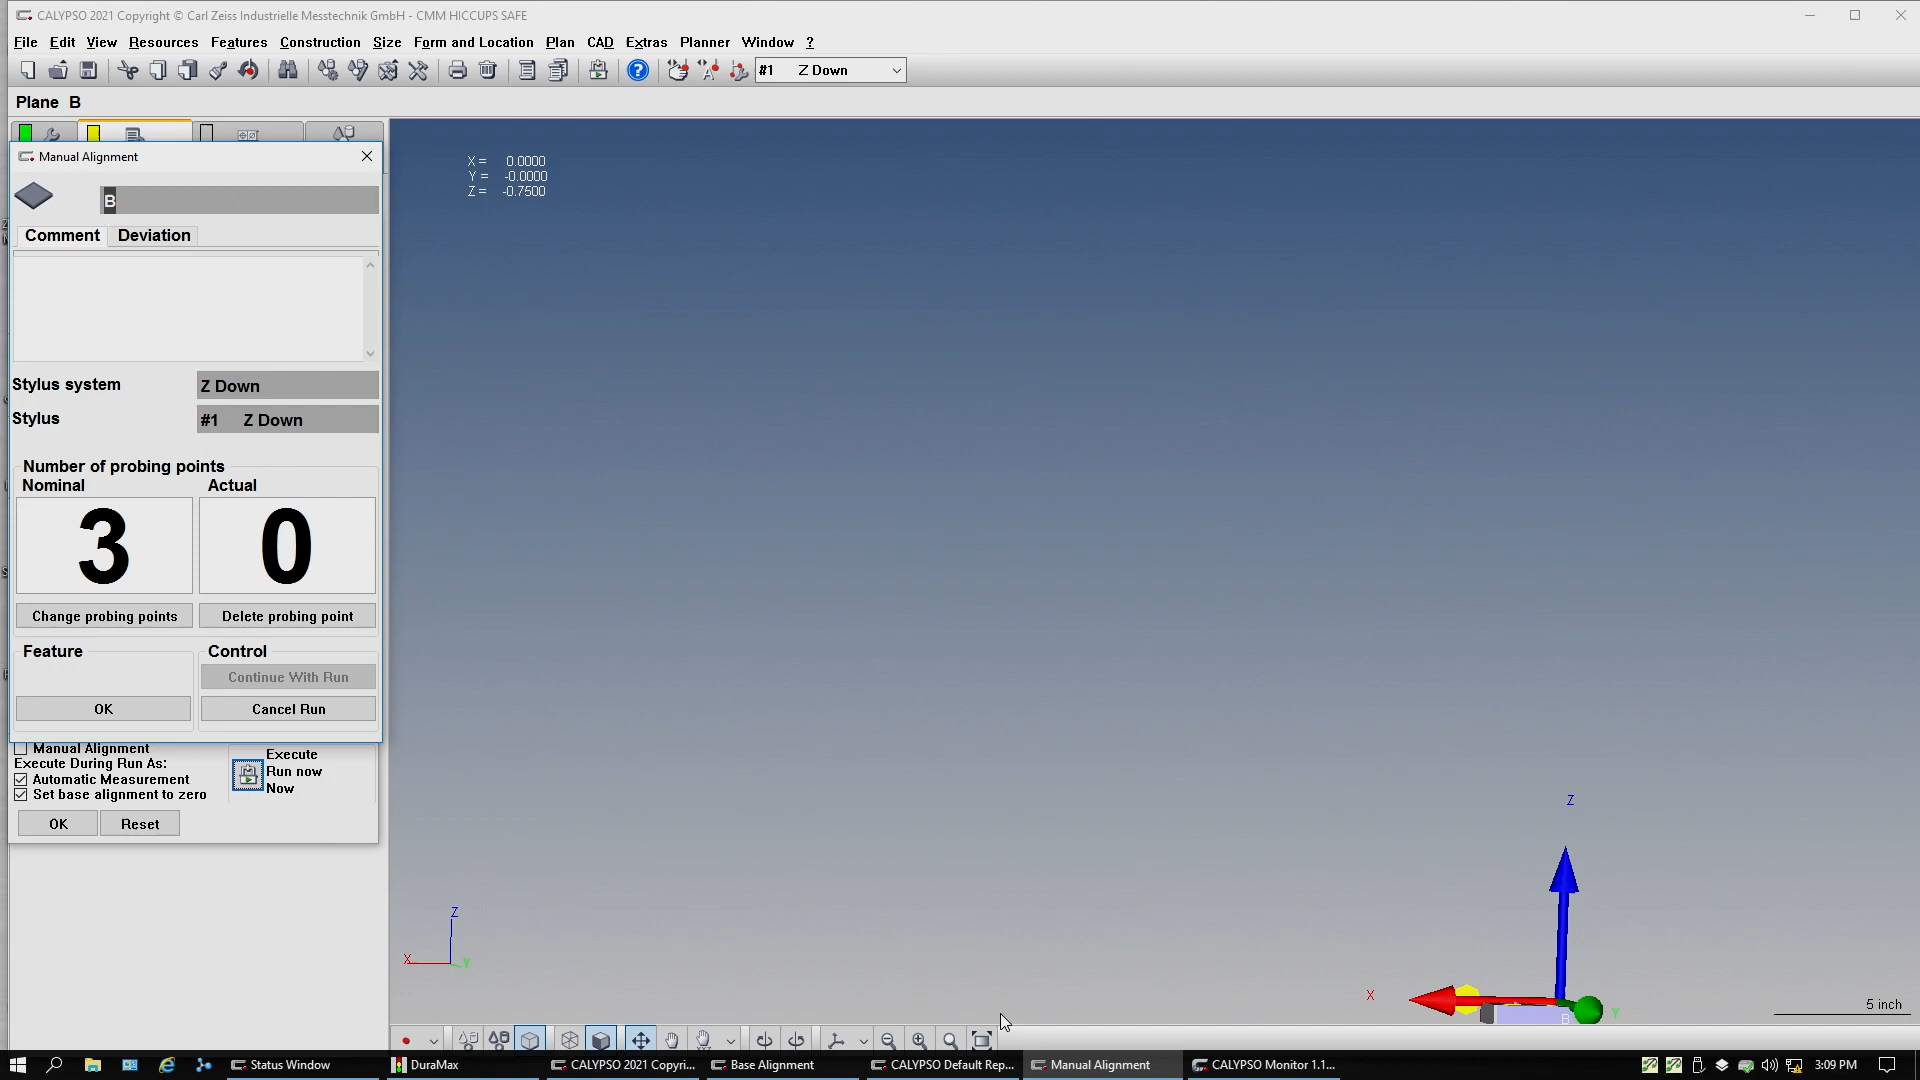 CALYPSO 2021 Copyright © Carl Zeiss Industrielle Messtechnik GmbH - CMM HICCUPS SAFE
File Edit View Resources Features Construction Size Form and Location Plan CAD Extras Planner Window ?
#1 Z Down
Plane B
Manual Alignment
B
Comment Deviation
Stylus system Z Down
Stylus #1 Z Down
Number of probing points
Nominal Actual
3 0
Change probing points Delete probing point
Feature Control
Continue With Run
OK Cancel Run
Manual Alignment
Execute During Run As:
Automatic Measurement
Set base alignment to zero
Execute
Run now
Now
OK Reset
X = 0.0000
Y = -0.0000
Z = -0.7500
Z
X Y
Z
X B Y
5 inch
Status Window DuraMax CALYPSO 2021 Copyri... Base Alignment CALYPSO Default Rep... Manual Alignment CALYPSO Monitor 1.1... 3:09 PM